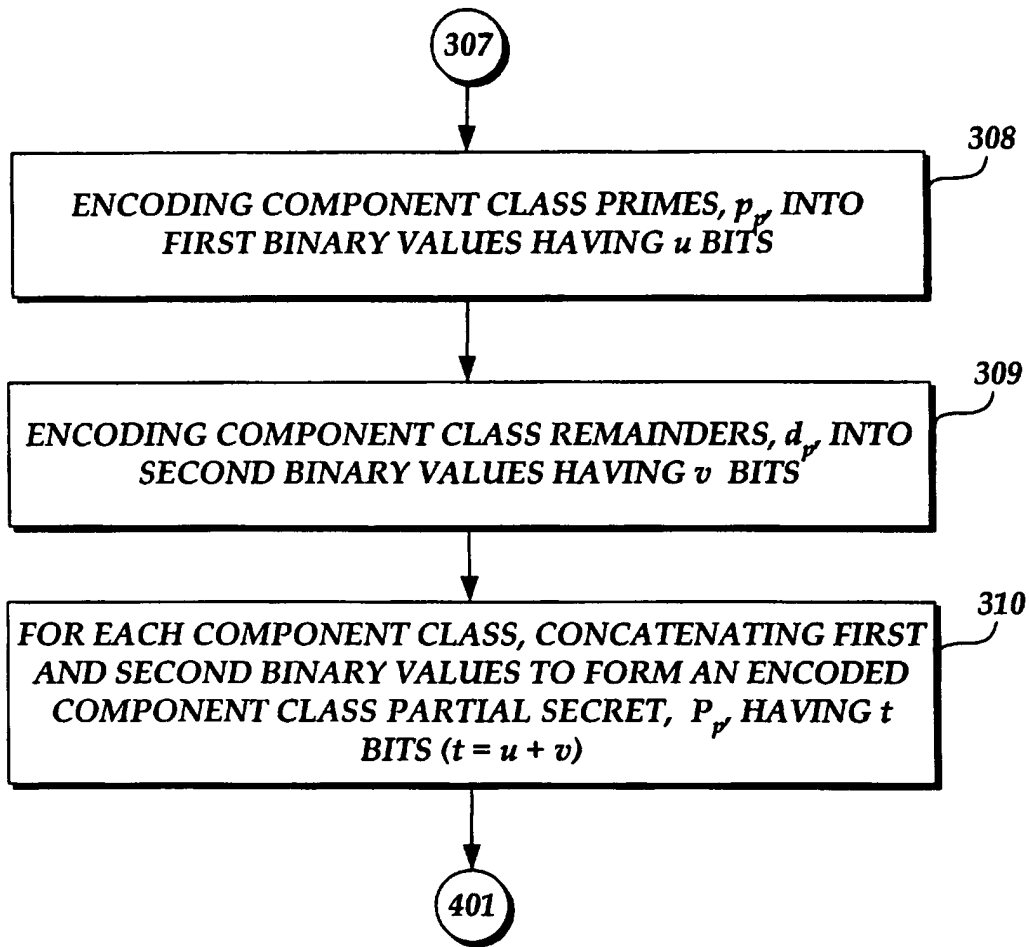 307
308
ENCODING COMPONENT CLASS PRIMES, p_p, INTO
FIRST BINARY VALUES HAVING u BITS
309
ENCODING COMPONENT CLASS REMAINDERS, d_p, INTO
SECOND BINARY VALUES HAVING v BITS
310
FOR EACH COMPONENT CLASS, CONCATENATING FIRST
AND SECOND BINARY VALUES TO FORM AN ENCODED
COMPONENT CLASS PARTIAL SECRET, P_p, HAVING t
BITS (t = u + v)
401